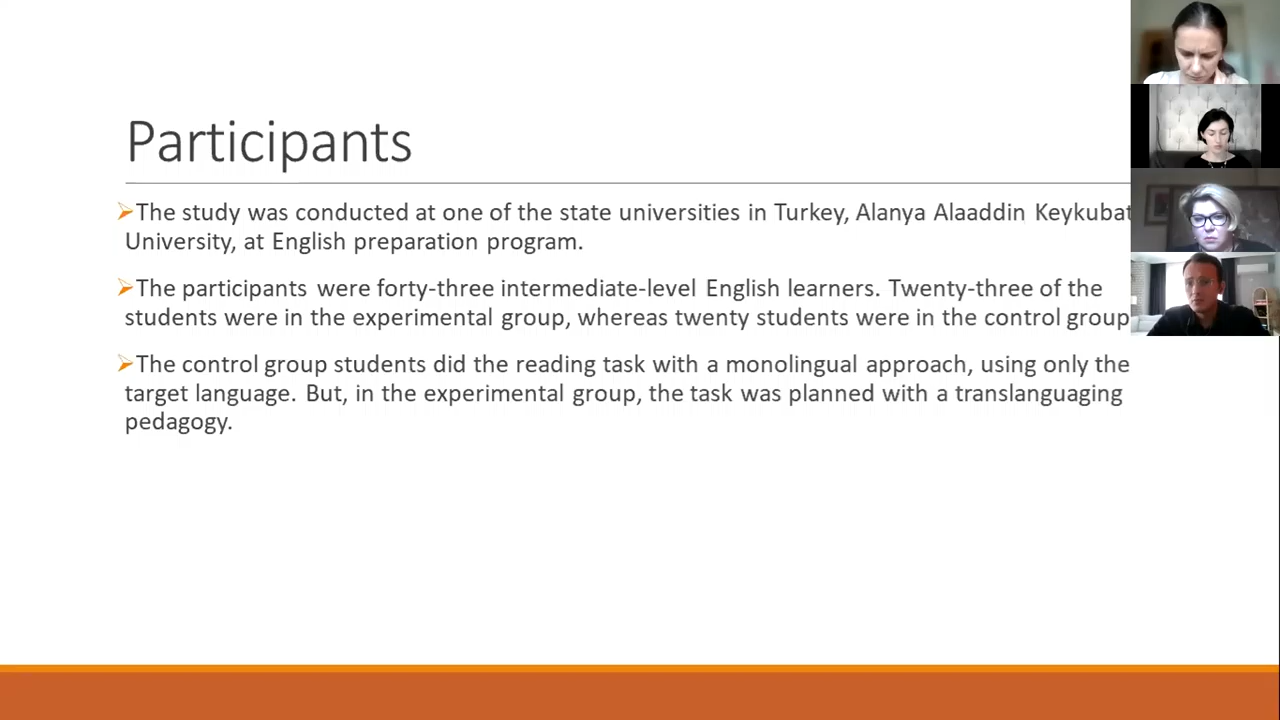 Participants
The study was conducted at one of the state universities in Turkey, Alanya Alaaddin Keykubat
University, at English preparation program.
The participants were forty-three intermediate-level English learners. Twenty-three of the
students were in the experimental group, whereas twenty students were in the control group
The control group students did the reading task with a monolingual approach, using only the
target language. But, in the experimental group, the task was planned with a translanguaging
pedagogy.